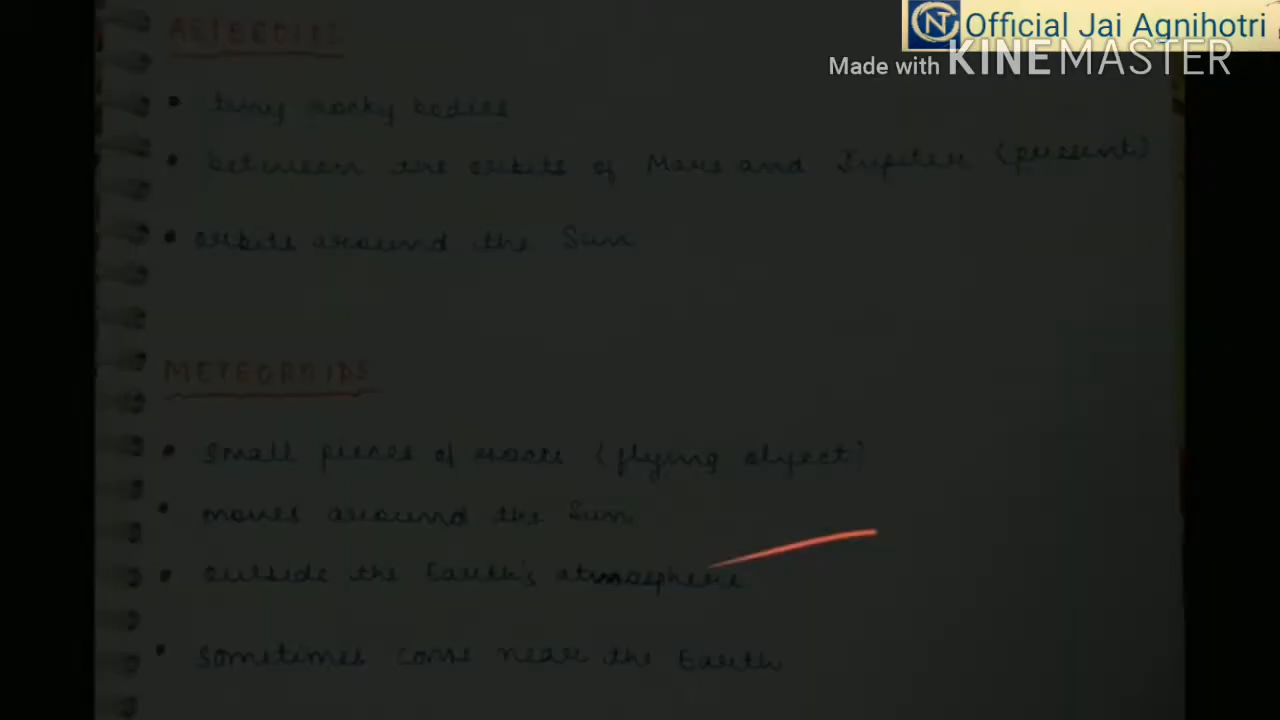 Official Jai Agnihotri
Made with KINEMASTER
ASTEROIDS
• tiny rocky bodies
• between the orbits of Mars and Jupiter (present)
• orbits around the Sun
METEOROIDS
• small pieces of rocks (flying object)
• moves around the Sun
• outside the Earth's atmosphere
• sometimes come near the Earth